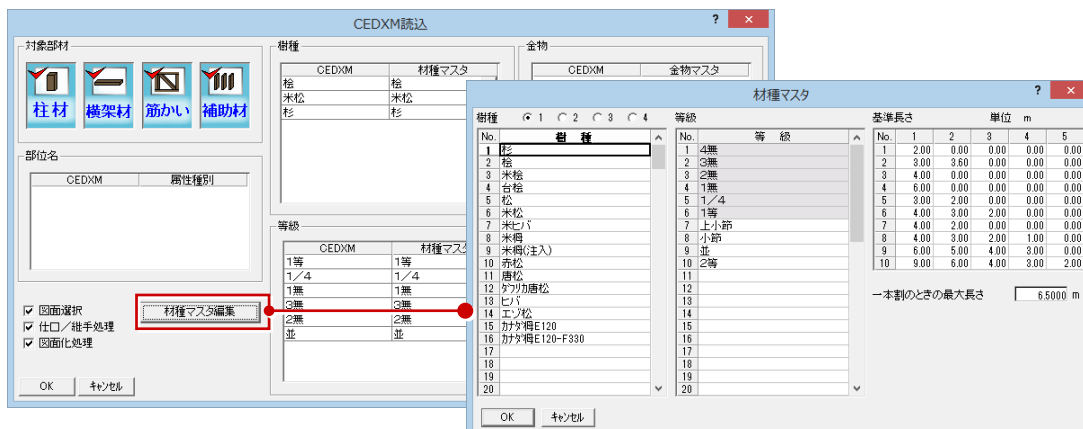 CEDXM読込
対象部材
柱材 横架材 筋かい 補助材
部位名
CEDXM 属性種別
図面選択
仕口/継手処理
図面化処理
材種マスタ編集
OK キャンセル
樹種
CEDXM 材種マスタ
桧 桧
米松 米松
杉 杉
等級
CEDXM 材種マスタ
1等 1等
1/4 1/4
1無 1無
3無 3無
2無 2無
並 並
金物
CEDXM 金物マスタ
材種マスタ
樹種 1 2 3 4
No. 樹 種
1 杉
2 桧
3 米桧
4 台桧
5 松
6 米松
7 米ヒバ
8 米栂
9 米栂(注入)
10 赤松
11 唐松
12 ダフリカ唐松
13 ヒバ
14 エゾ松
15 カナダ栂E120
16 カナダ栂E120-F330
17
18
19
20
等級
No. 等 級
1 4無
2 3無
3 2無
4 1無
5 1/4
6 1等
7 上小節
8 小節
9 並
10 2等
11
12
13
14
15
16
17
18
19
20
基準長さ 単位 m
No. 1 2 3 4 5
1 2.00 0.00 0.00 0.00 0.00
2 3.00 3.60 0.00 0.00 0.00
3 4.00 0.00 0.00 0.00 0.00
4 6.00 0.00 0.00 0.00 0.00
5 3.00 2.00 0.00 0.00 0.00
6 4.00 3.00 2.00 0.00 0.00
7 4.00 2.00 0.00 0.00 0.00
8 4.00 3.00 2.00 1.00 0.00
9 6.00 5.00 4.00 3.00 0.00
10 9.00 6.00 4.00 3.00 2.00
一本割のときの最大長さ 6.5000 m
OK キャンセル